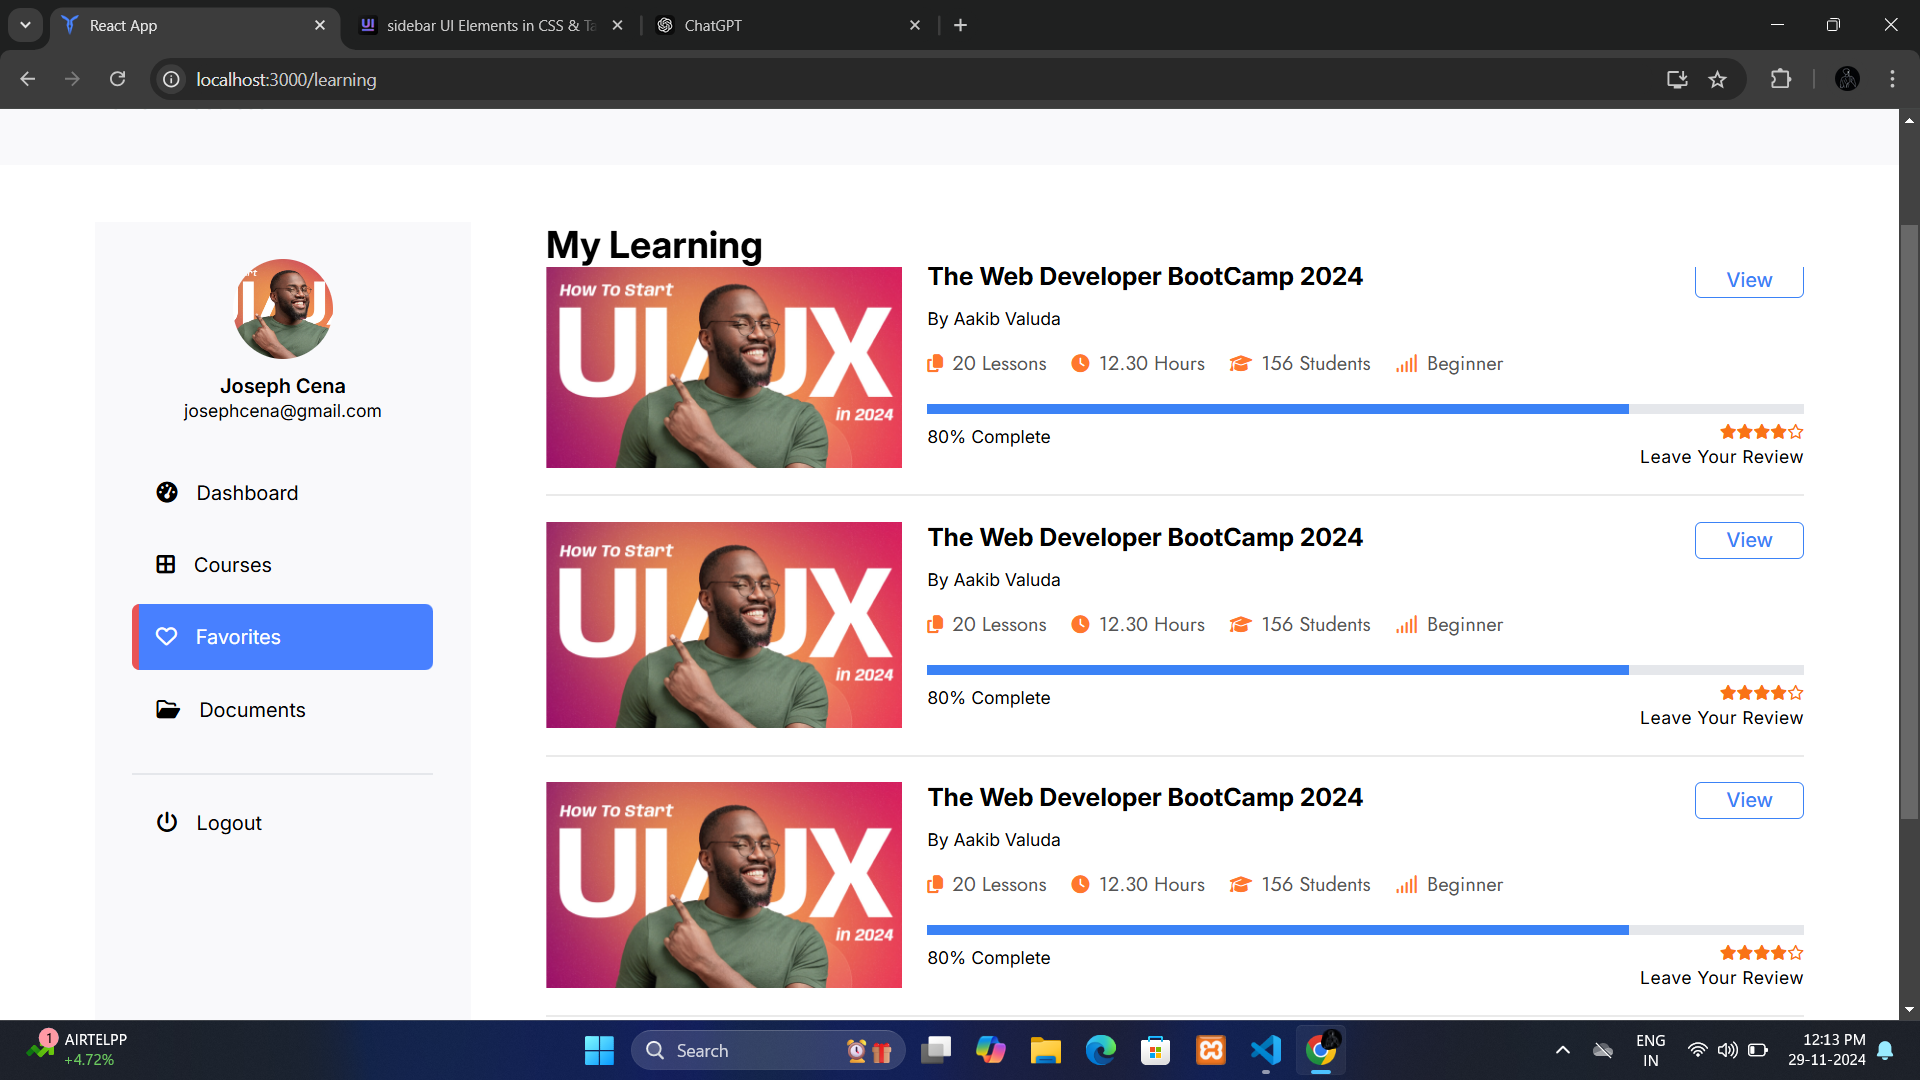 React App
sidebar UI Elements in CSS & Ta
ChatGPT
localhost:3000/learning
Joseph Cena
josephcena@gmail.com
Dashboard
Courses
Favorites
Documents
Logout
My Learning
How To Start
UI/UX
in 2024
The Web Developer BootCamp 2024
View
By Aakib Valuda
20 Lessons 12.30 Hours 156 Students Beginner
80% Complete
Leave Your Review
How To Start
UI/UX
in 2024
The Web Developer BootCamp 2024
View
By Aakib Valuda
20 Lessons 12.30 Hours 156 Students Beginner
80% Complete
Leave Your Review
How To Start
UI/UX
in 2024
The Web Developer BootCamp 2024
View
By Aakib Valuda
20 Lessons 12.30 Hours 156 Students Beginner
80% Complete
Leave Your Review
1
AIRTELPP
+4.72%
Search
ENG
IN
12:13 PM
29-11-2024